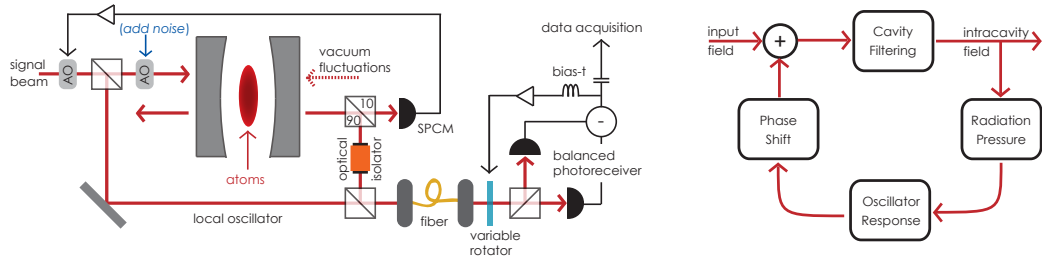 (add noise)
signal
beam
AO
AO
vacuum
fluctuations
atoms
10
90
SPCM
optical
isolator
local oscillator
fiber
variable
rotator
balanced
photoreceiver
-
bias-t
data acquisition
input
field
+
Cavity
Filtering
intracavity
field
Phase
Shift
Radiation
Pressure
Oscillator
Response